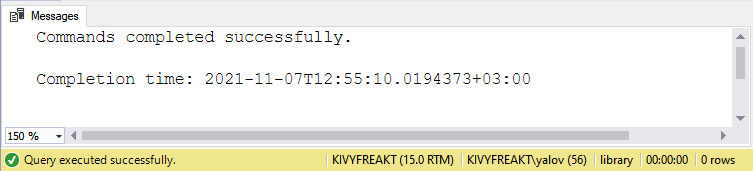 Messages
Commands completed successfully.
Completion time: 2021-11-07T12:55:10.0194373+03:00
150 %
Query executed successfully.
KIVYFREAKT (15.0 RTM)
KIVYFREAKT\yalov (56)
library
00:00:00
0 rows